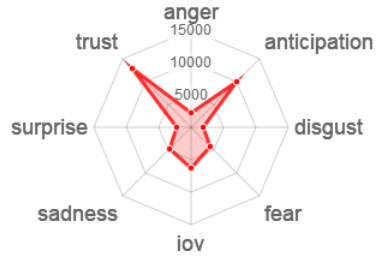 anger
15000
trust
anticipation
10000
5000
surprise
disgust
sadness
fear
joy